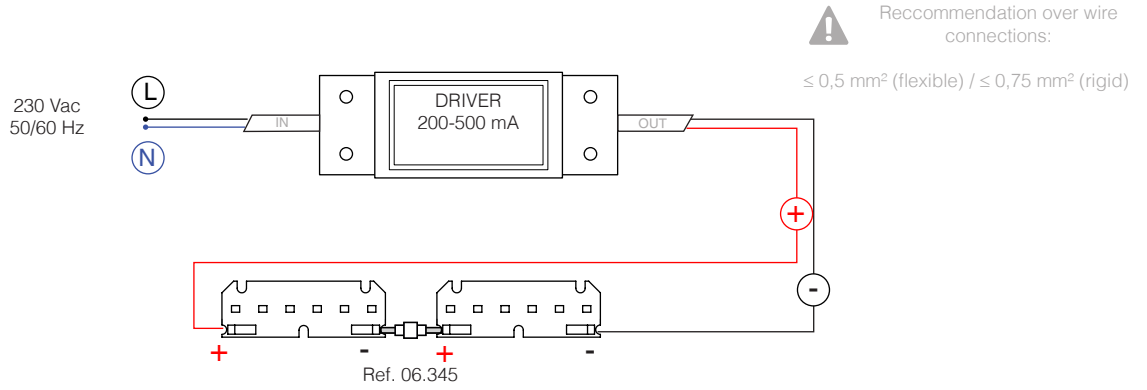 Reccommendation over wire
connections:
≤ 0,5 mm² (flexible) / ≤ 0,75 mm² (rigid)
230 Vac
50/60 Hz
L
N
IN
DRIVER
200-500 mA
OUT
+
-
+
-
+
-
Ref. 06.345